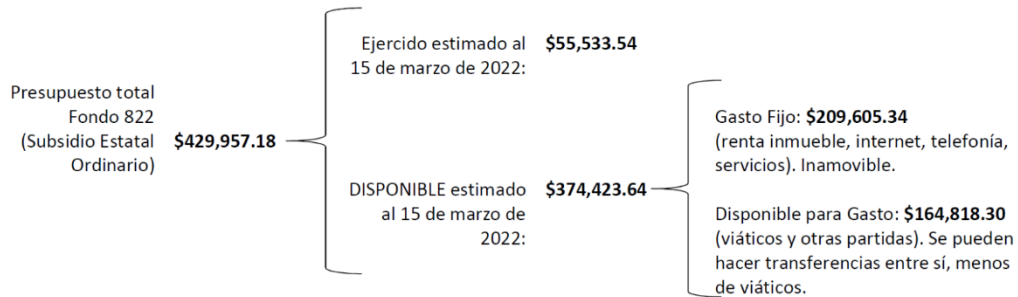 Presupuesto total
Fondo 822
(Subsidio Estatal
Ordinario)
$429,957.18
Ejercido estimado al
15 de marzo de 2022:
$55,533.54
DISPONIBLE estimado
al 15 de marzo de
2022:
$374,423.64
Gasto Fijo: $209,605.34
(renta inmueble, internet, telefonía,
servicios). Inamovible.
Disponible para Gasto: $164,818.30
(viáticos y otras partidas). Se pueden
hacer transferencias entre sí, menos
de viáticos.